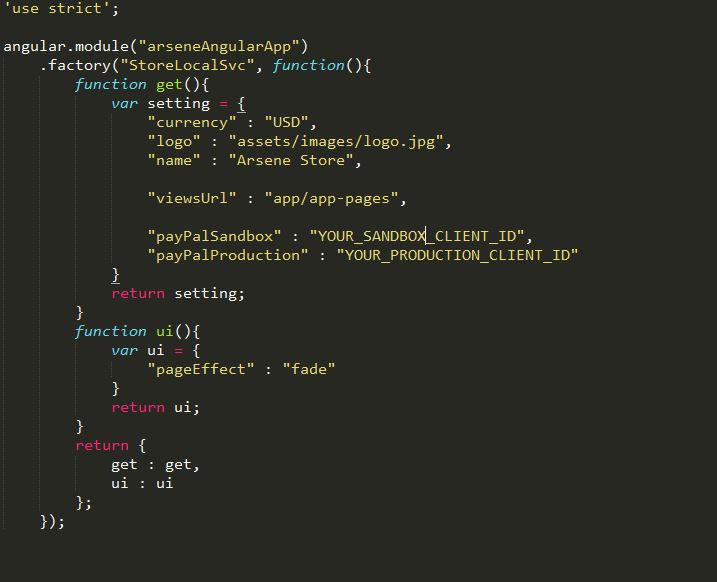 'use strict';
angular.module("arseneAngularApp")
.factory("StoreLocalSvc", function(){
function get(){
var setting = {
"currency" : "USD",
"logo" : "assets/images/logo.jpg",
"name" : "Arsene Store",
"viewsUrl" : "app/app-pages",
"payPalSandbox" : "YOUR_SANDBOX_CLIENT_ID",
"payPalProduction" : "YOUR_PRODUCTION_CLIENT_ID"
}
return setting;
}
function ui(){
var ui = {
"pageEffect" : "fade"
}
return ui;
}
return {
get : get,
ui : ui
};
});